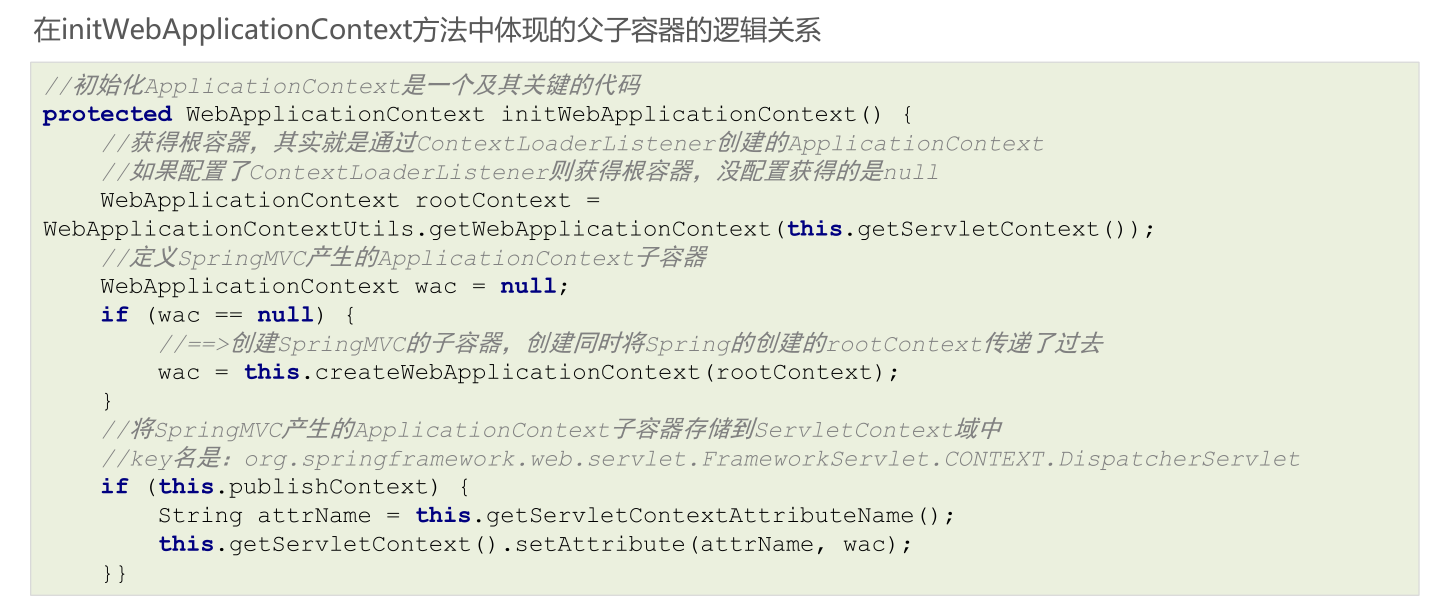 在initWebApplicationContext方法中体现的父子容器的逻辑关系
//初始化ApplicationContext是一个及其关键的代码
protected WebApplicationContext initWebApplicationContext() {
//获得根容器，其实就是通过ContextLoaderListener创建的ApplicationContext
//如果配置了ContextLoaderListener则获得根容器，没配置获得的是null
WebApplicationContext rootContext =
WebApplicationContextUtils.getWebApplicationContext(this.getServletContext());
//定义SpringMVC产生的ApplicationContext子容器
WebApplicationContext wac = null;
if (wac == null) {
//==>创建SpringMVC的子容器，创建同时将Spring的创建的rootContext传递了过去
wac = this.createWebApplicationContext(rootContext);
}
//将SpringMVC产生的ApplicationContext子容器存储到ServletContext域中
//key名是：org.springframework.web.servlet.FrameworkServlet.CONTEXT.DispatcherServlet
if (this.publishContext) {
String attrName = this.getServletContextAttributeName();
this.getServletContext().setAttribute(attrName, wac);
}}